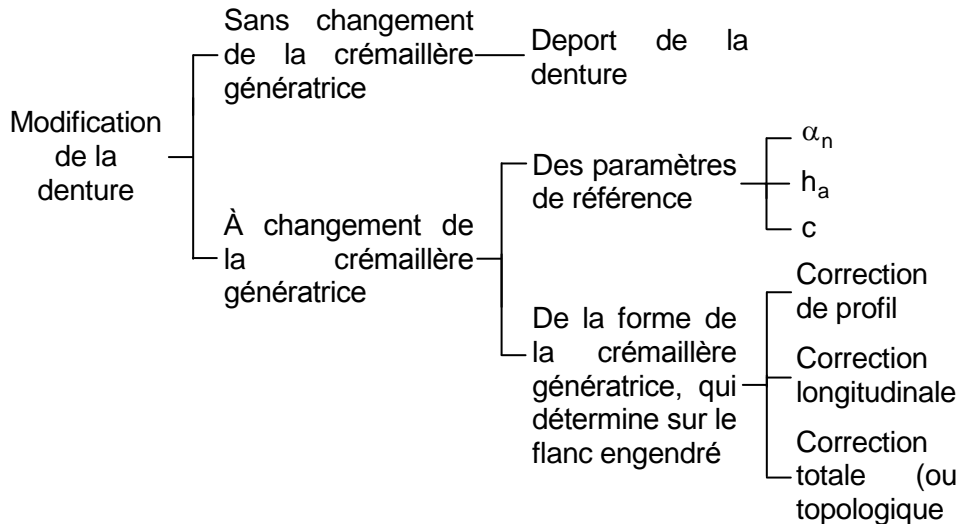 Modification
de la
denture
Sans changement
de la crémaillère
génératrice
Deport de la
denture
À changement de
la crémaillère
génératrice
Des paramètres
de référence
αn
ha
c
De la forme de
la crémaillère
génératrice, qui
détermine sur le
flanc engendré
Correction
de profil
Correction
longitudinale
Correction
totale (ou
topologique